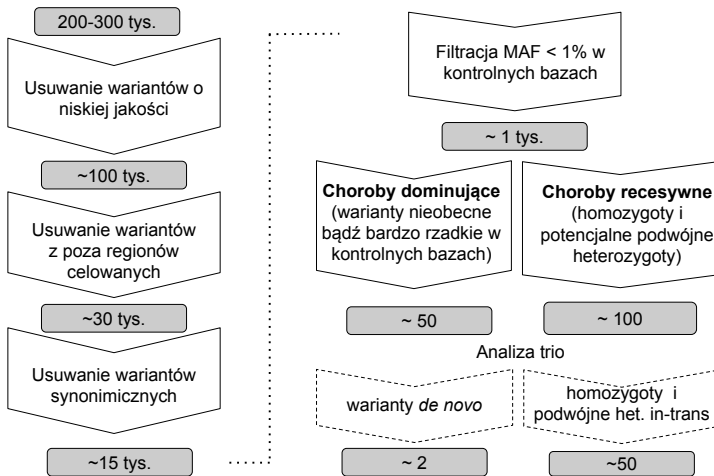 200-300 tys.
Usuwanie wariantów o
niskiej jakości
~100 tys.
Usuwanie wariantów
z poza regionów
celowanych
~30 tys.
Usuwanie wariantów
synonimicznych
~15 tys.
Filtracja MAF < 1% w
kontrolnych bazach
~ 1 tys.
Choroby dominujące
(warianty nieobecne
bądź bardzo rzadkie w
kontrolnych bazach)
~ 50
Choroby recesywne
(homozygoty i
potencjalne podwójne
heterozygoty)
~ 100
Analiza trio
warianty de novo
~ 2
homozygoty i
podwójne het. in-trans
~50